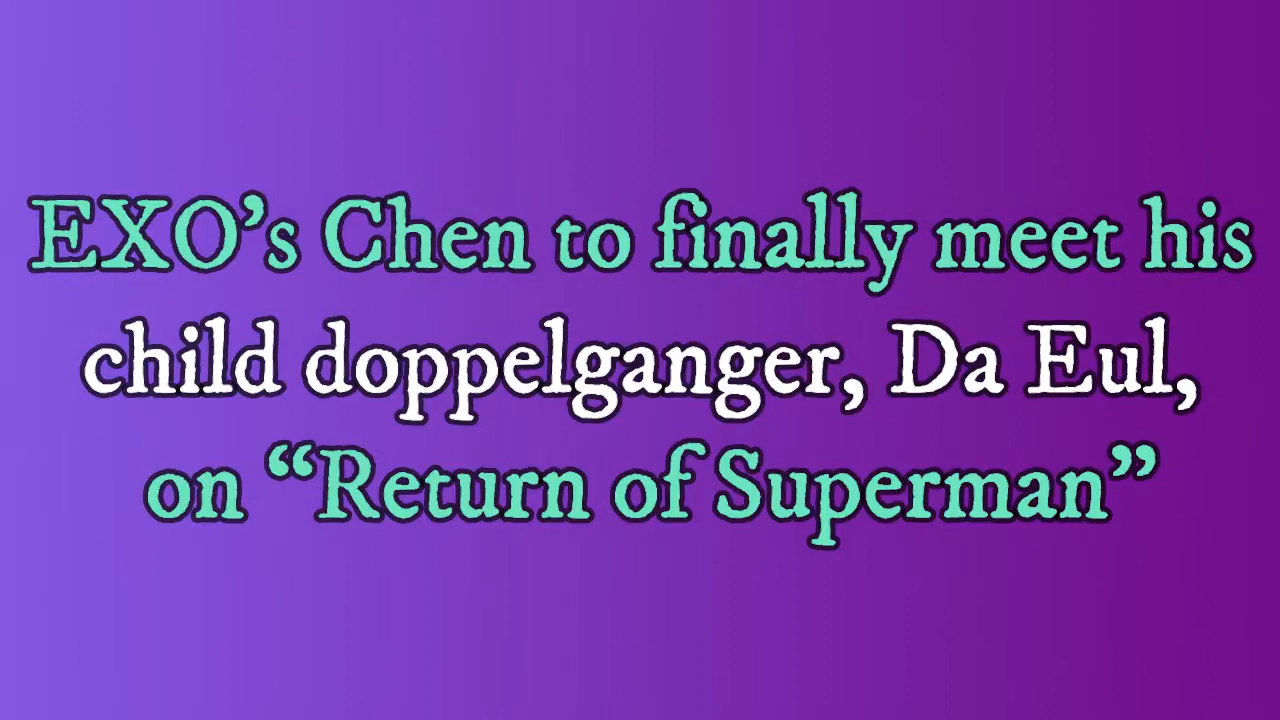 EXO’s Chen to finally meet his
child doppelganger, Da Eul,
on “Return of Superman”